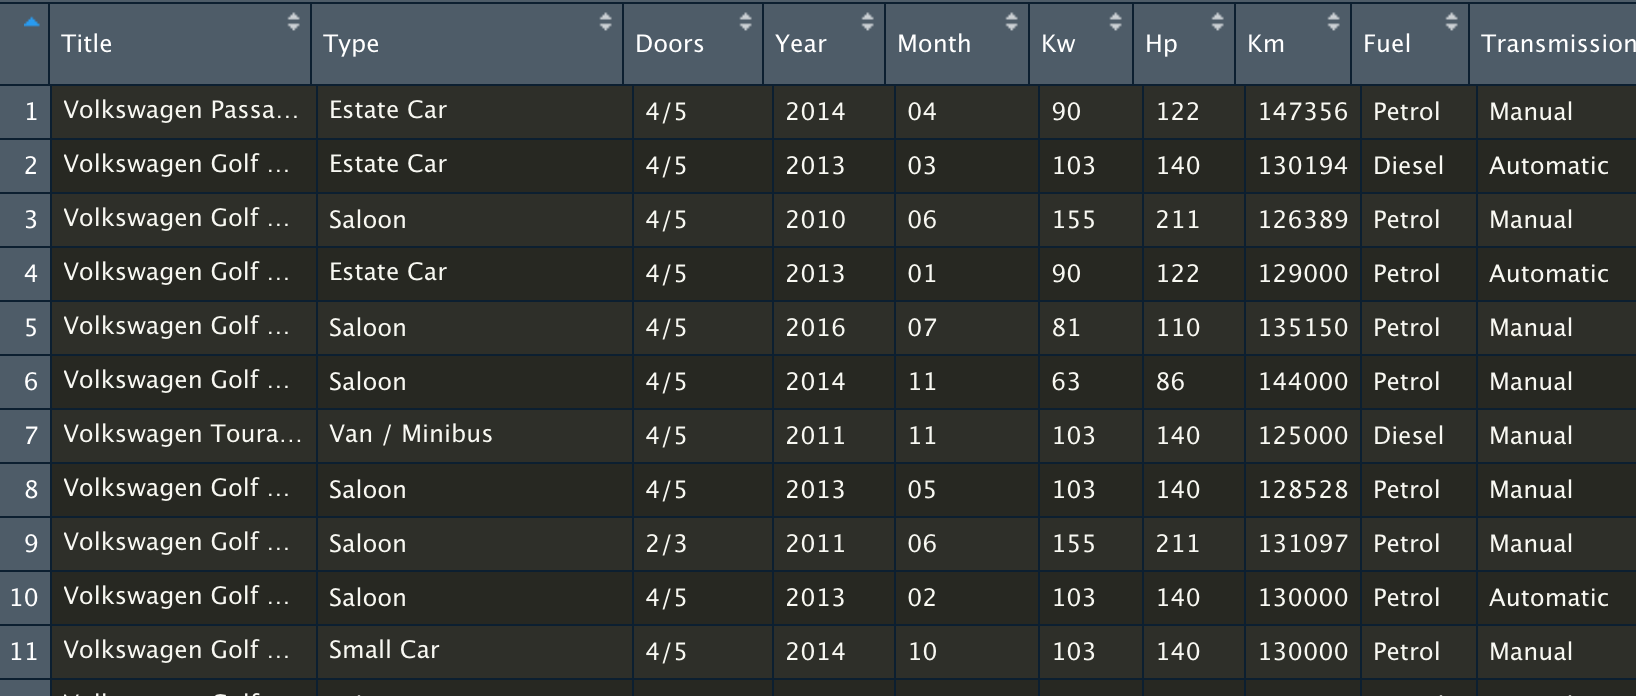 Title Type Doors Year Month Kw Hp Km Fuel Transmission
1 Volkswagen Passa... Estate Car 4/5 2014 04 90 122 147356 Petrol Manual
2 Volkswagen Golf ... Estate Car 4/5 2013 03 103 140 130194 Diesel Automatic
3 Volkswagen Golf ... Saloon 4/5 2010 06 155 211 126389 Petrol Manual
4 Volkswagen Golf ... Estate Car 4/5 2013 01 90 122 129000 Petrol Automatic
5 Volkswagen Golf ... Saloon 4/5 2016 07 81 110 135150 Petrol Manual
6 Volkswagen Golf ... Saloon 4/5 2014 11 63 86 144000 Petrol Manual
7 Volkswagen Toura... Van / Minibus 4/5 2011 11 103 140 125000 Diesel Manual
8 Volkswagen Golf ... Saloon 4/5 2013 05 103 140 128528 Petrol Manual
9 Volkswagen Golf ... Saloon 2/3 2011 06 155 211 131097 Petrol Manual
10 Volkswagen Golf ... Saloon 4/5 2013 02 103 140 130000 Petrol Automatic
11 Volkswagen Golf ... Small Car 4/5 2014 10 103 140 130000 Petrol Manual